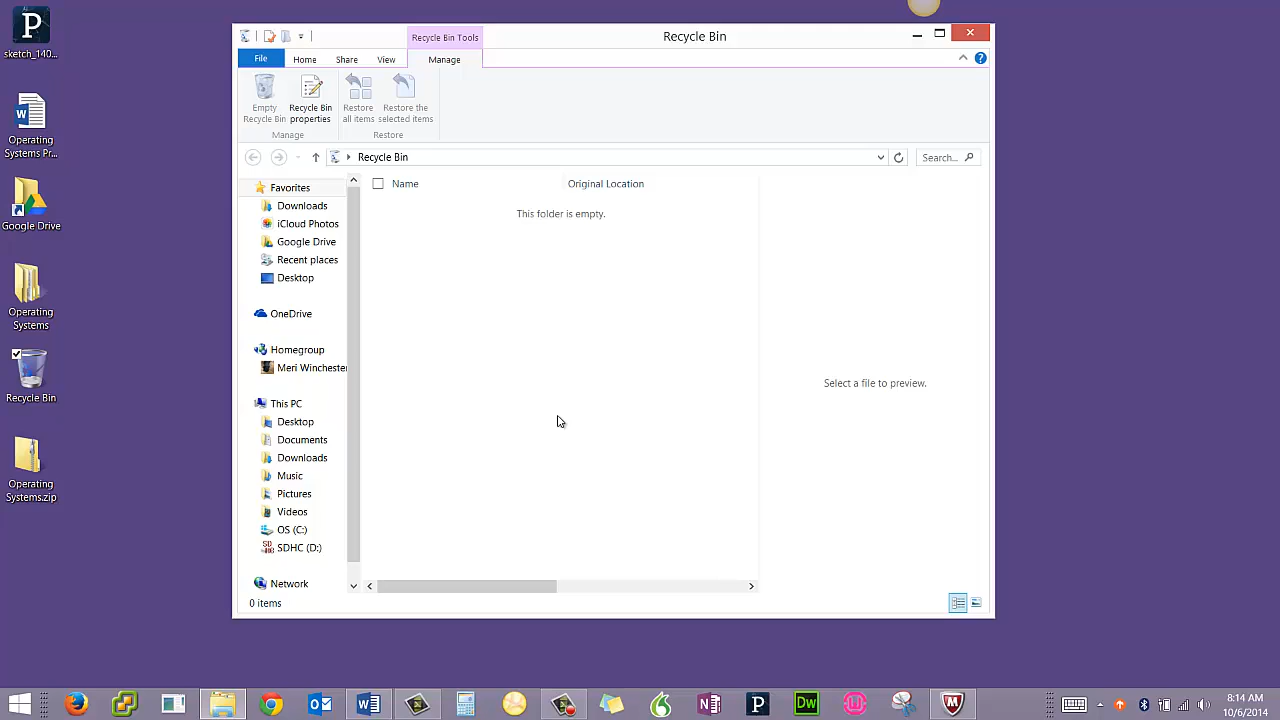 P
sketch_140...
Operating
Systems Pr...
Google Drive
Operating
Systems
Recycle Bin
Operating
Systems.zip
Recycle Bin Tools
Recycle Bin
File
Home
Share
View
Manage
Empty
Recycle Bin
Recycle Bin
properties
Restore
all items
Restore the
selected items
Manage
Restore
Recycle Bin
Search...
Favorites
Downloads
iCloud Photos
Google Drive
Recent places
Desktop
OneDrive
Homegroup
Meri Winchester
This PC
Desktop
Documents
Downloads
Music
Pictures
Videos
OS (C:)
SDHC (D:)
Network
Name
Original Location
This folder is empty.
Select a file to preview.
0 items
8:14 AM
10/6/2014